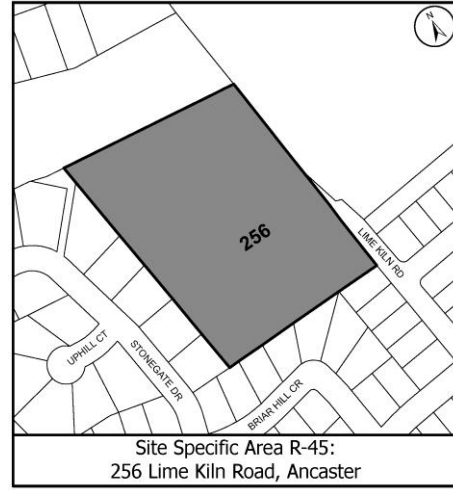 N
256
LIME KILN RD
UPHILL CT
STONEGATE DR
BRIAR HILL CR
Site Specific Area R-45:
256 Lime Kiln Road, Ancaster